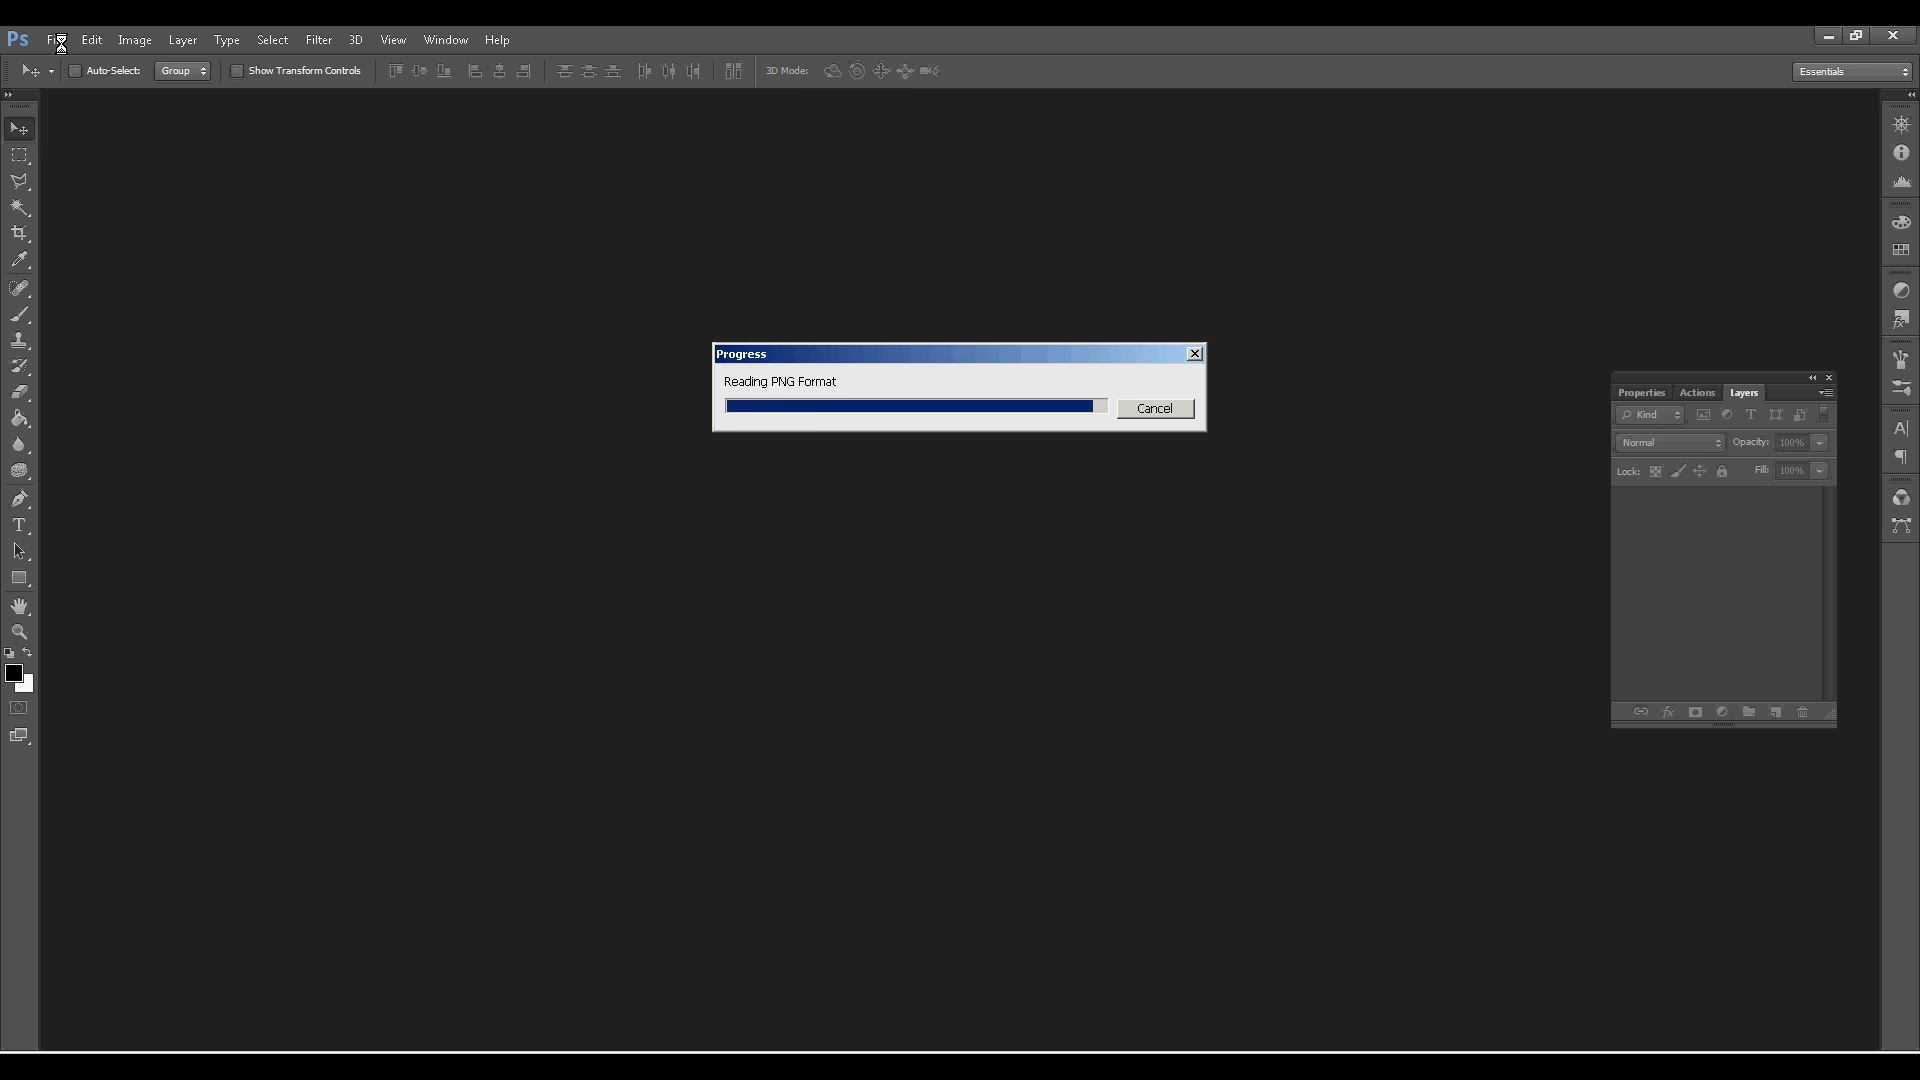 Ps File Edit Image Layer Type Select Filter 3D View Window Help
Auto-Select: Group Show Transform Controls 3D Mode: Essentials
Progress
Reading PNG Format
Cancel
Properties Actions Layers
Kind
Normal Opacity: 100%
Lock: Fill: 100%